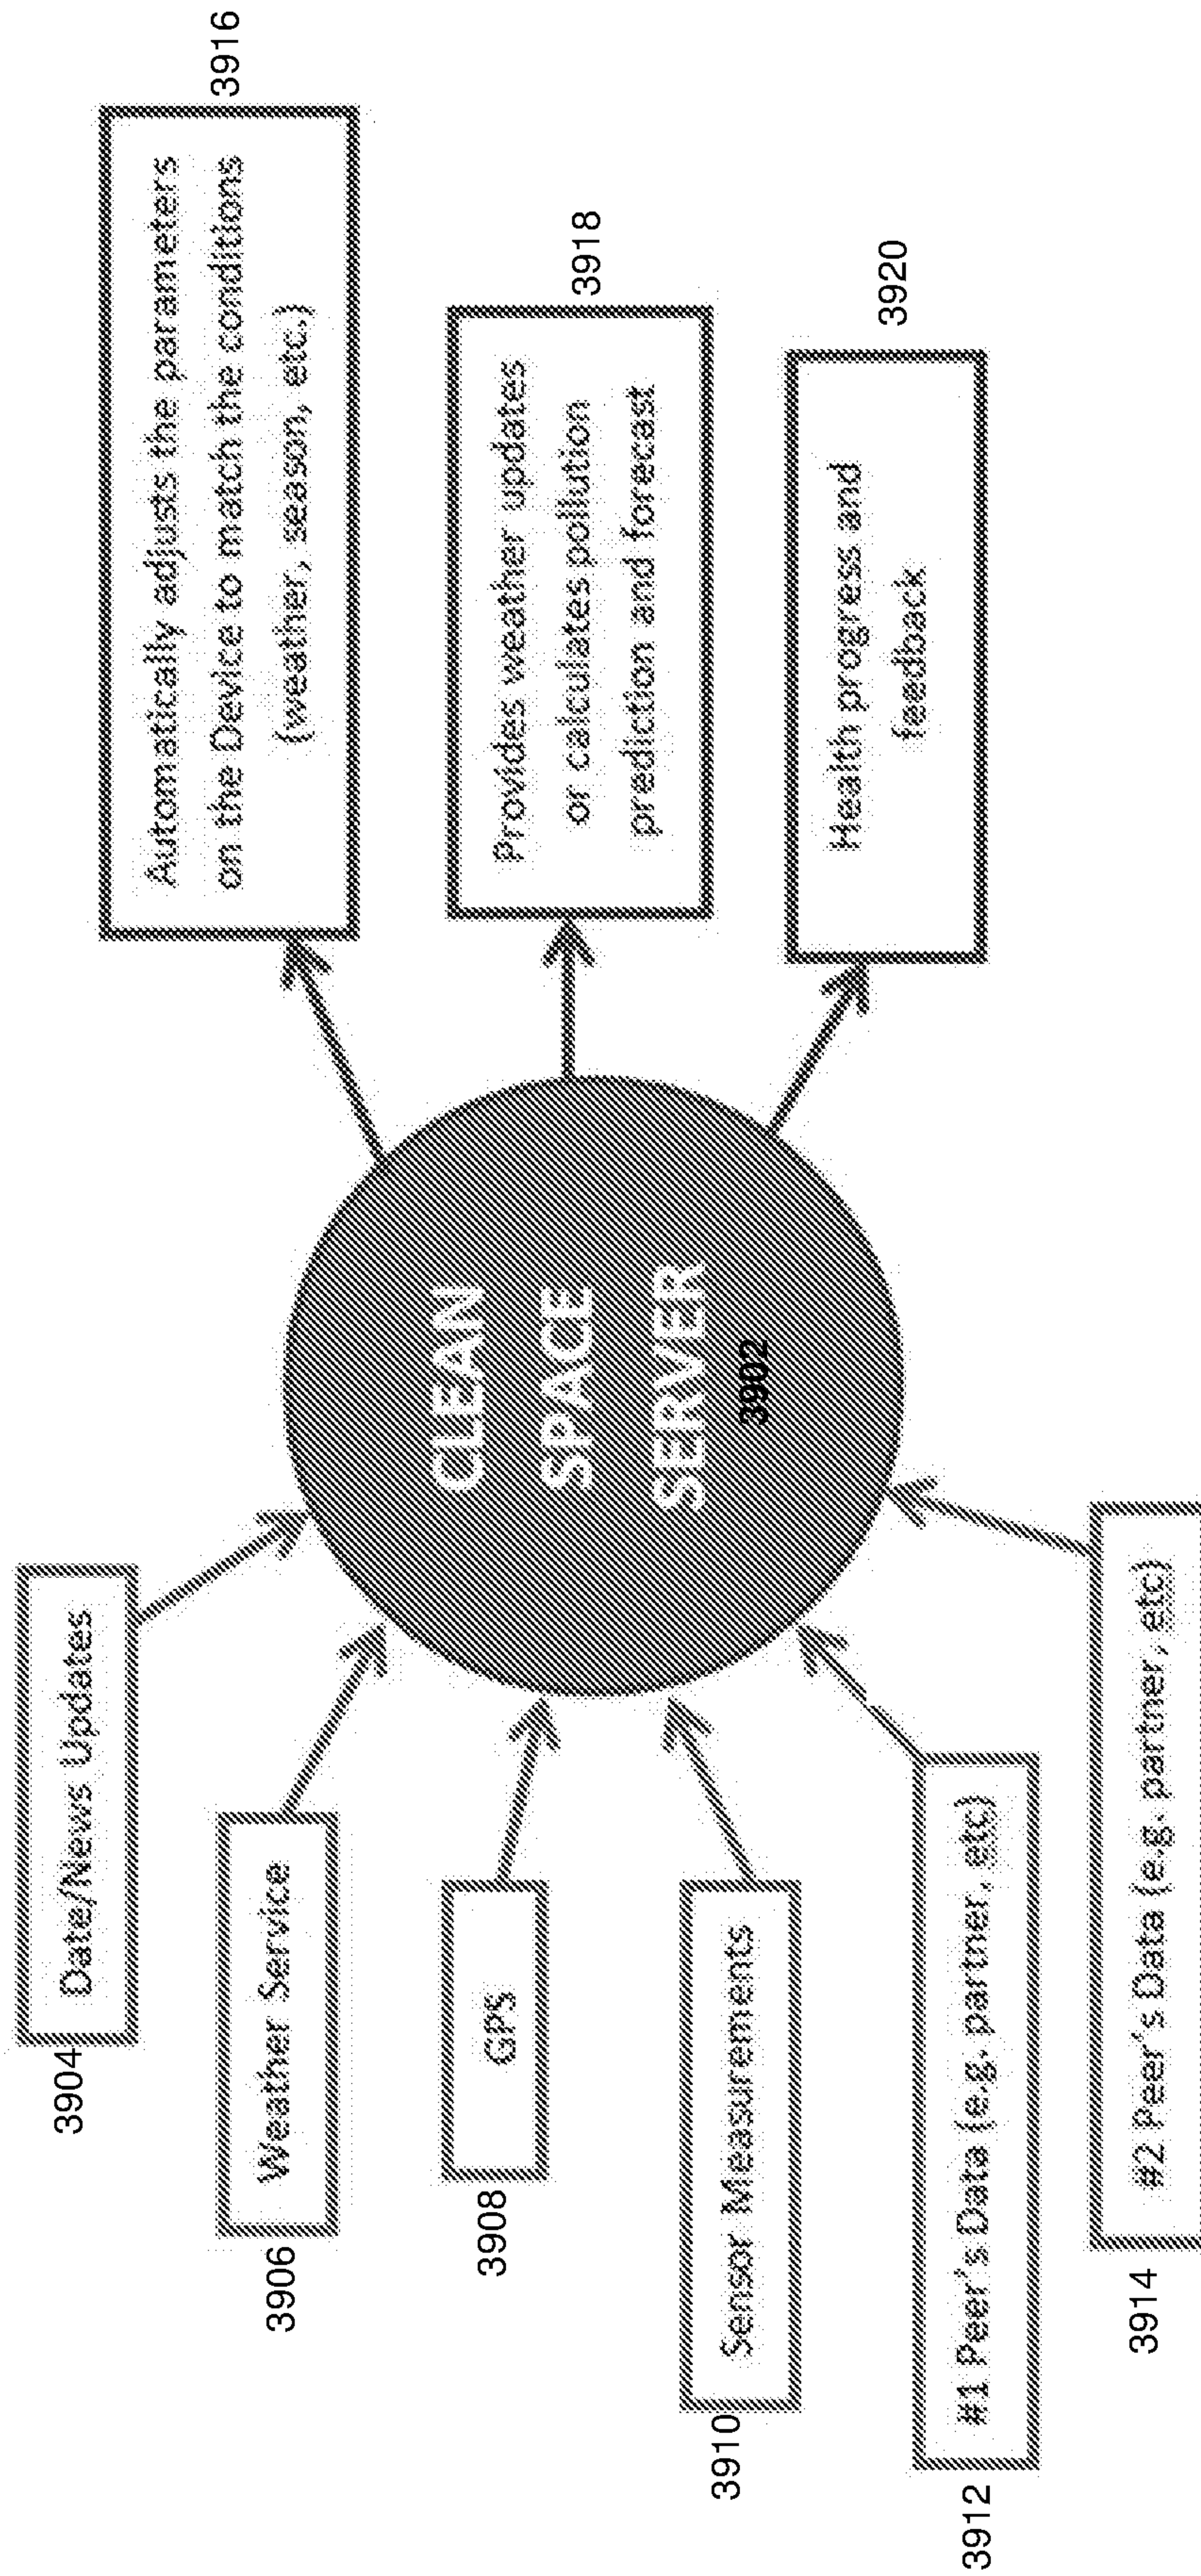 3904
Date/News Updates
3906
Weather Service
3908
GPS
3910
Sensor Measurements
3912
#1 Peer's Data (e.g. partner, etc)
3914
#2 Peer's Data (e.g. partner, etc)
CLEAN
SPACE
SERVER
3902
Automatically adjusts the parameters
on the Device to match the conditions
(weather, season, etc.)
3916
Provides weather updates
or calculates pollution
prediction and forecast
3918
Health progress and
feedback
3920